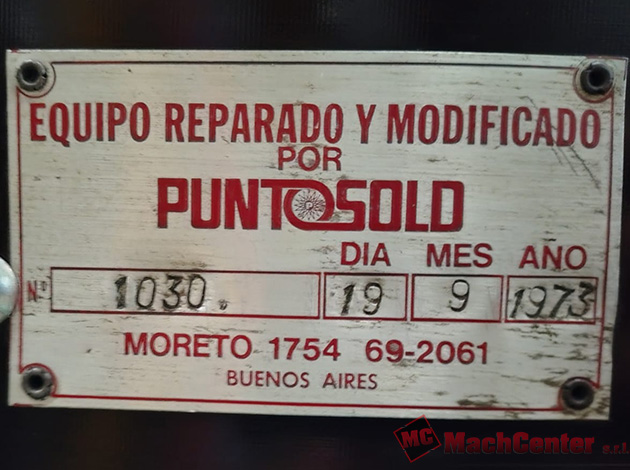 EQUIPO REPARADO Y MODIFICADO
POR
PUNTOSOLD
DIA MES AÑO
Nº 1030. 19 9 1973
MORETO 1754 69-2061
BUENOS AIRES
MC MachCenter s.r.l.